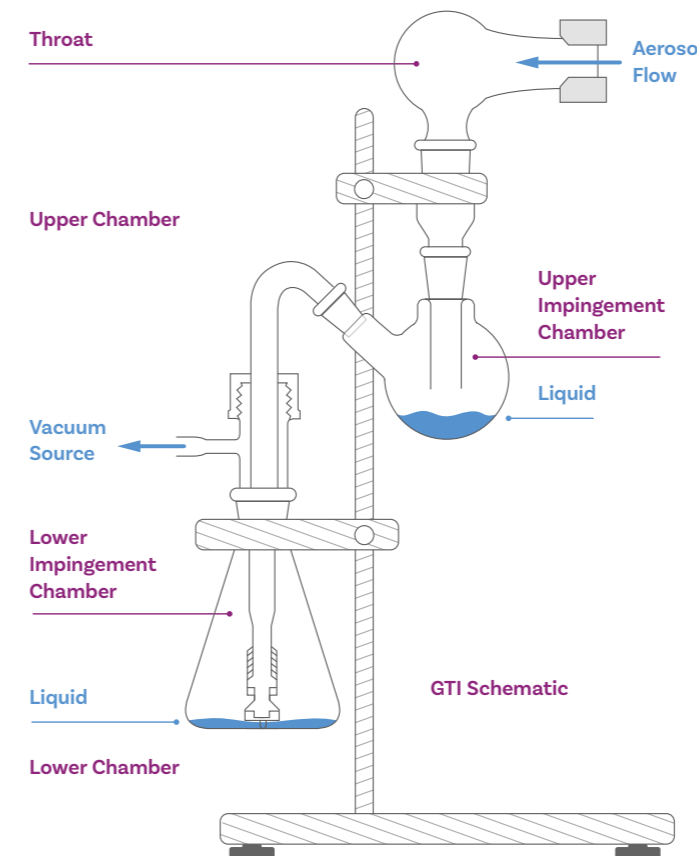 Throat
Aeroso
Flow
Upper Chamber
Upper
Impingement
Chamber
Liquid
Vacuum
Source
Lower
Impingement
Chamber
Liquid
GTI Schematic
Lower Chamber